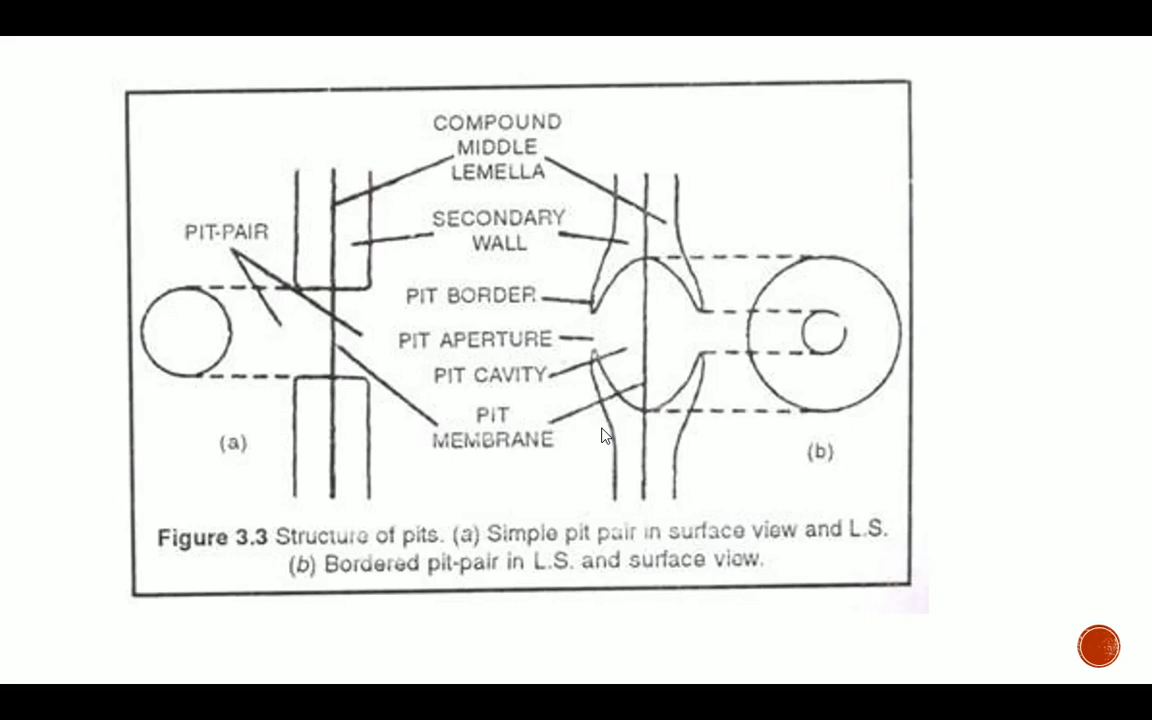 COMPOUND
MIDDLE
LEMELLA
SECONDARY
WALL
PIT-PAIR
PIT BORDER
PIT APERTURE
PIT CAVITY
PIT
MEMBRANE
(a)
(b)
Figure 3.3 Structure of pits. (a) Simple pit pair in surface view and L.S.
(b) Bordered pit-pair in L.S. and surface view.